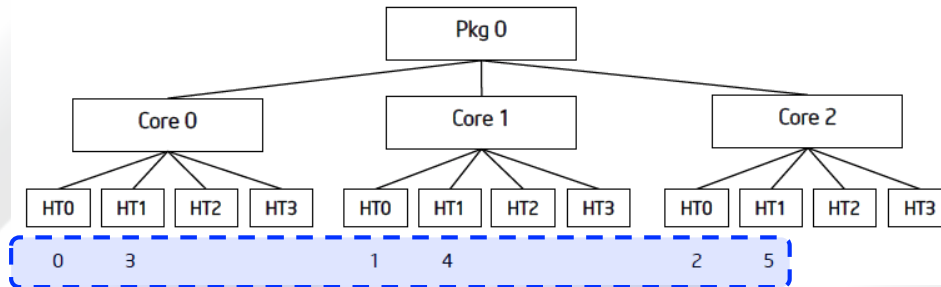 Pkg 0
Core 0 Core 1 Core 2
HT0 HT1 HT2 HT3 HT0 HT1 HT2 HT3 HT0 HT1 HT2 HT3
0 3 1 4 2 5